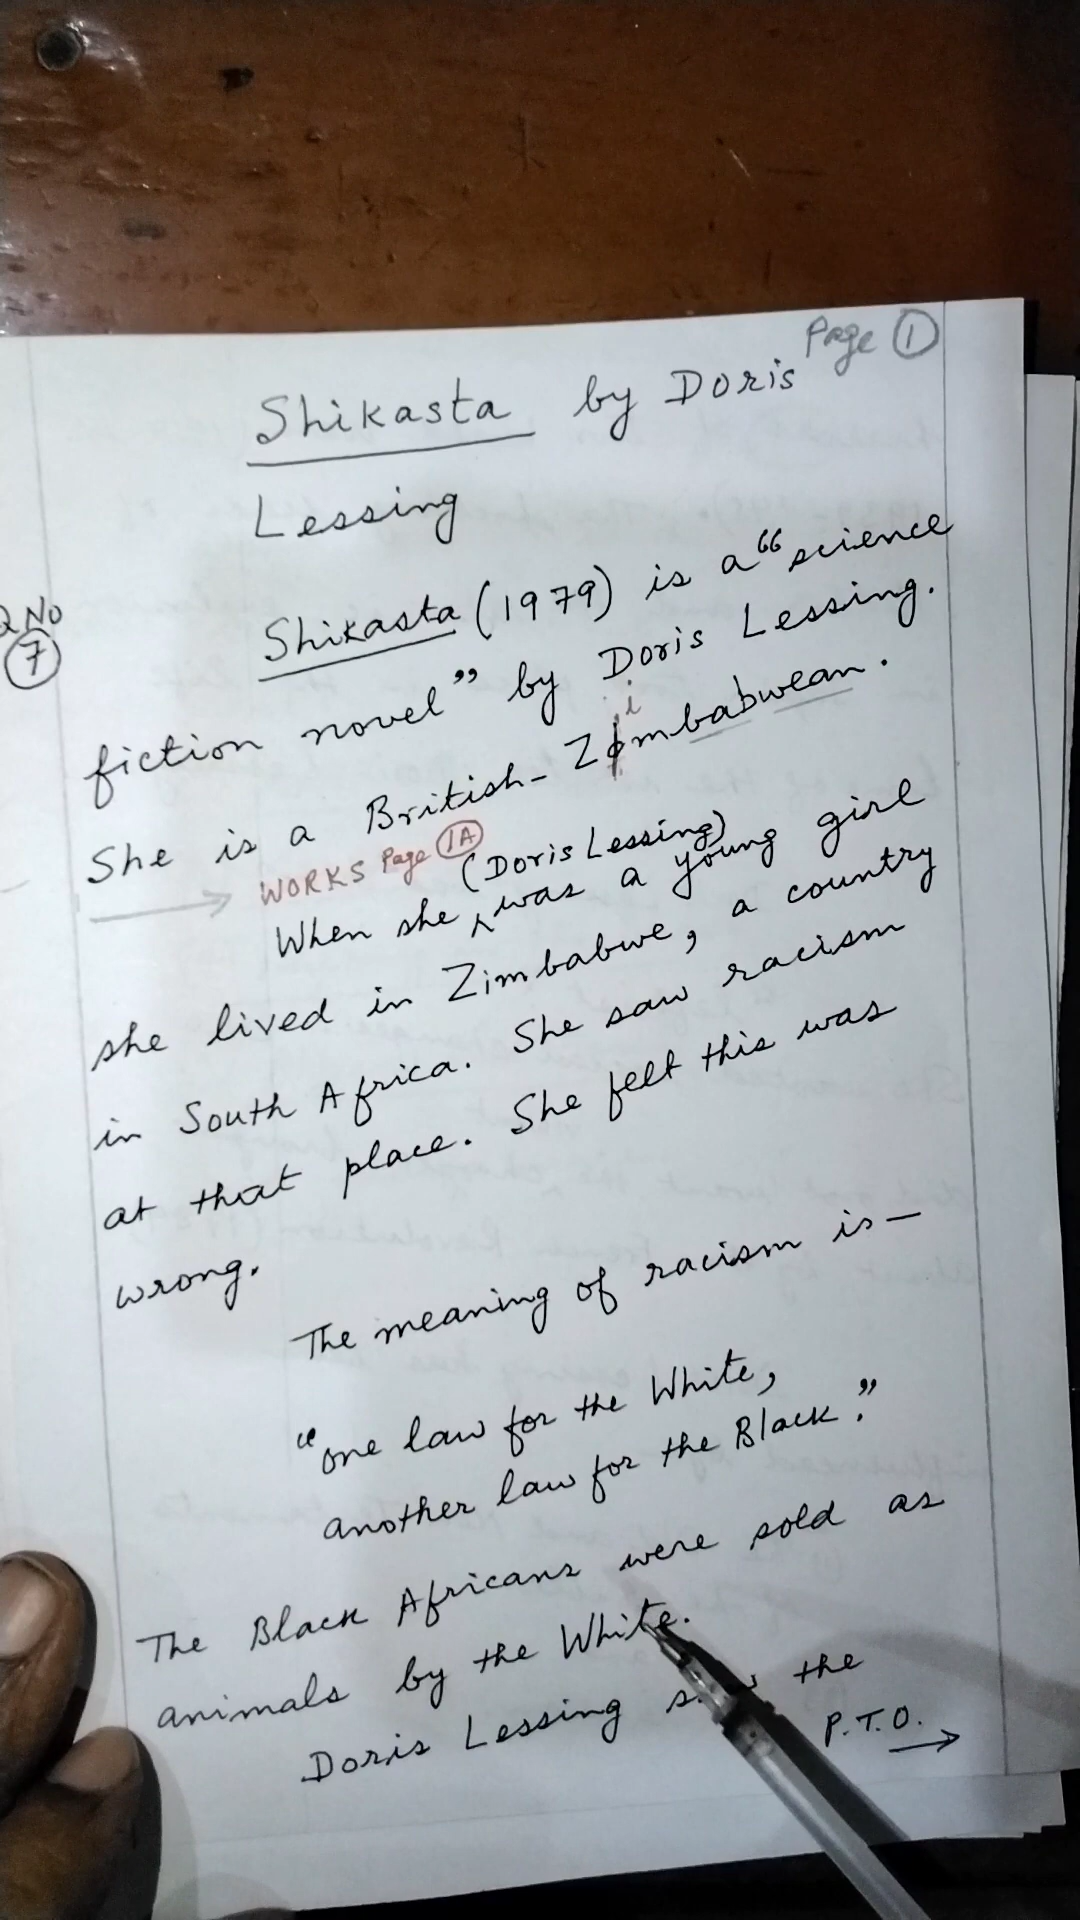 Page 1
Shikasta by Doris
Lessing
Q No
7
Shikasta (1979) is a "science
fiction novel" by Doris Lessing.
She is a British-Zimbabwean.
WORKS Page 1A
(Doris Lessing)
When she was a young girl
she lived in Zimbabwe, a country
in South Africa. She saw racism
at that place. She felt this was
wrong.
The meaning of racism is—
"one law for the White,
another law for the Black."
The Black Africans were sold as
animals by the White.
Doris Lessing the
P.T.O.